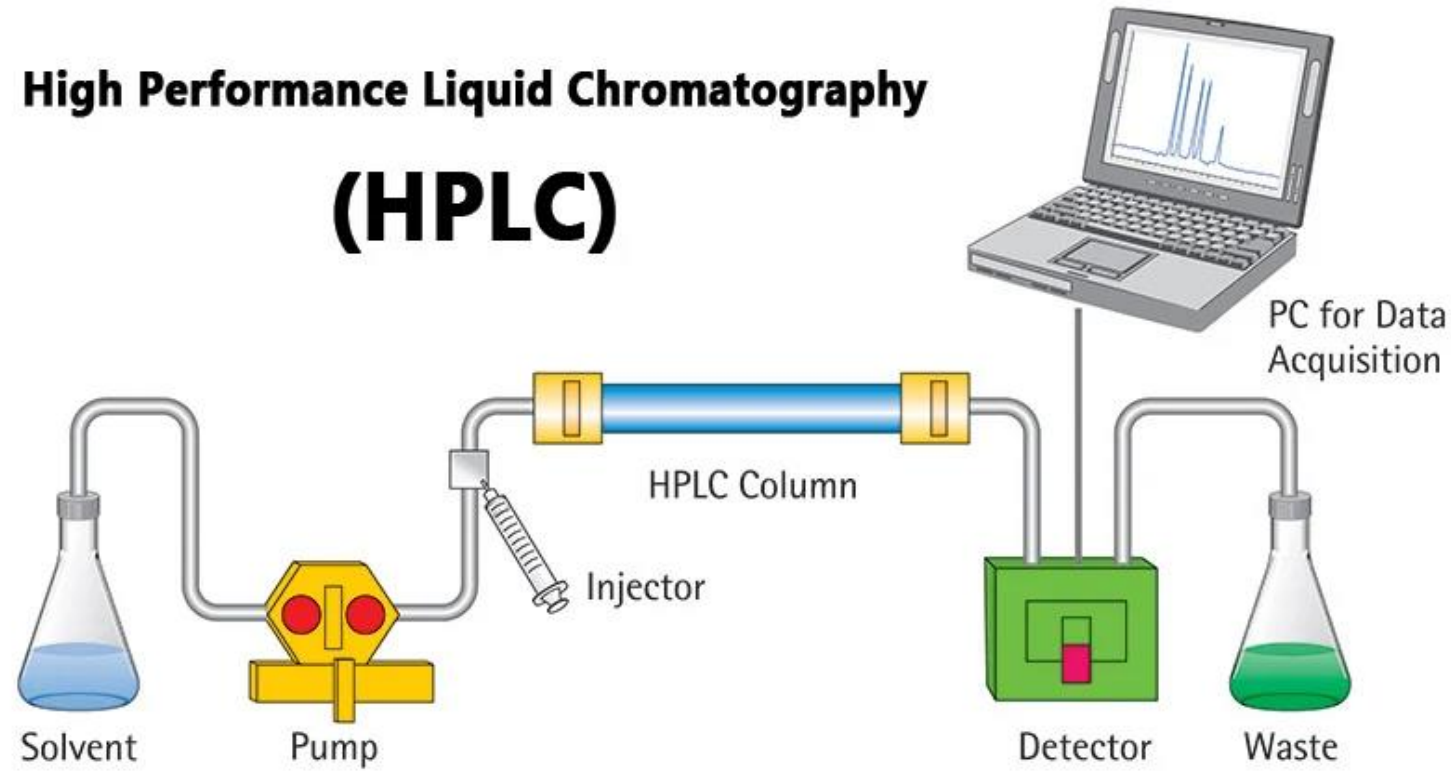 High Performance Liquid Chromatography
(HPLC)
PC for Data
Acquisition
HPLC Column
Injector
Solvent
Pump
Detector
Waste